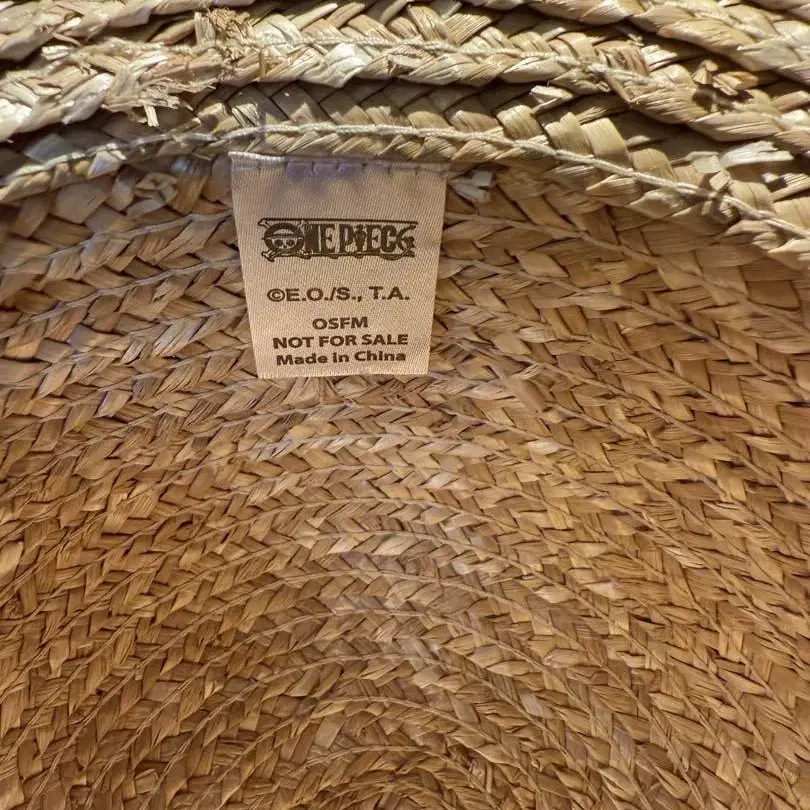 ONE PIECE
©E.O./S., T.A.
OSFM
NOT FOR SALE
Made in China